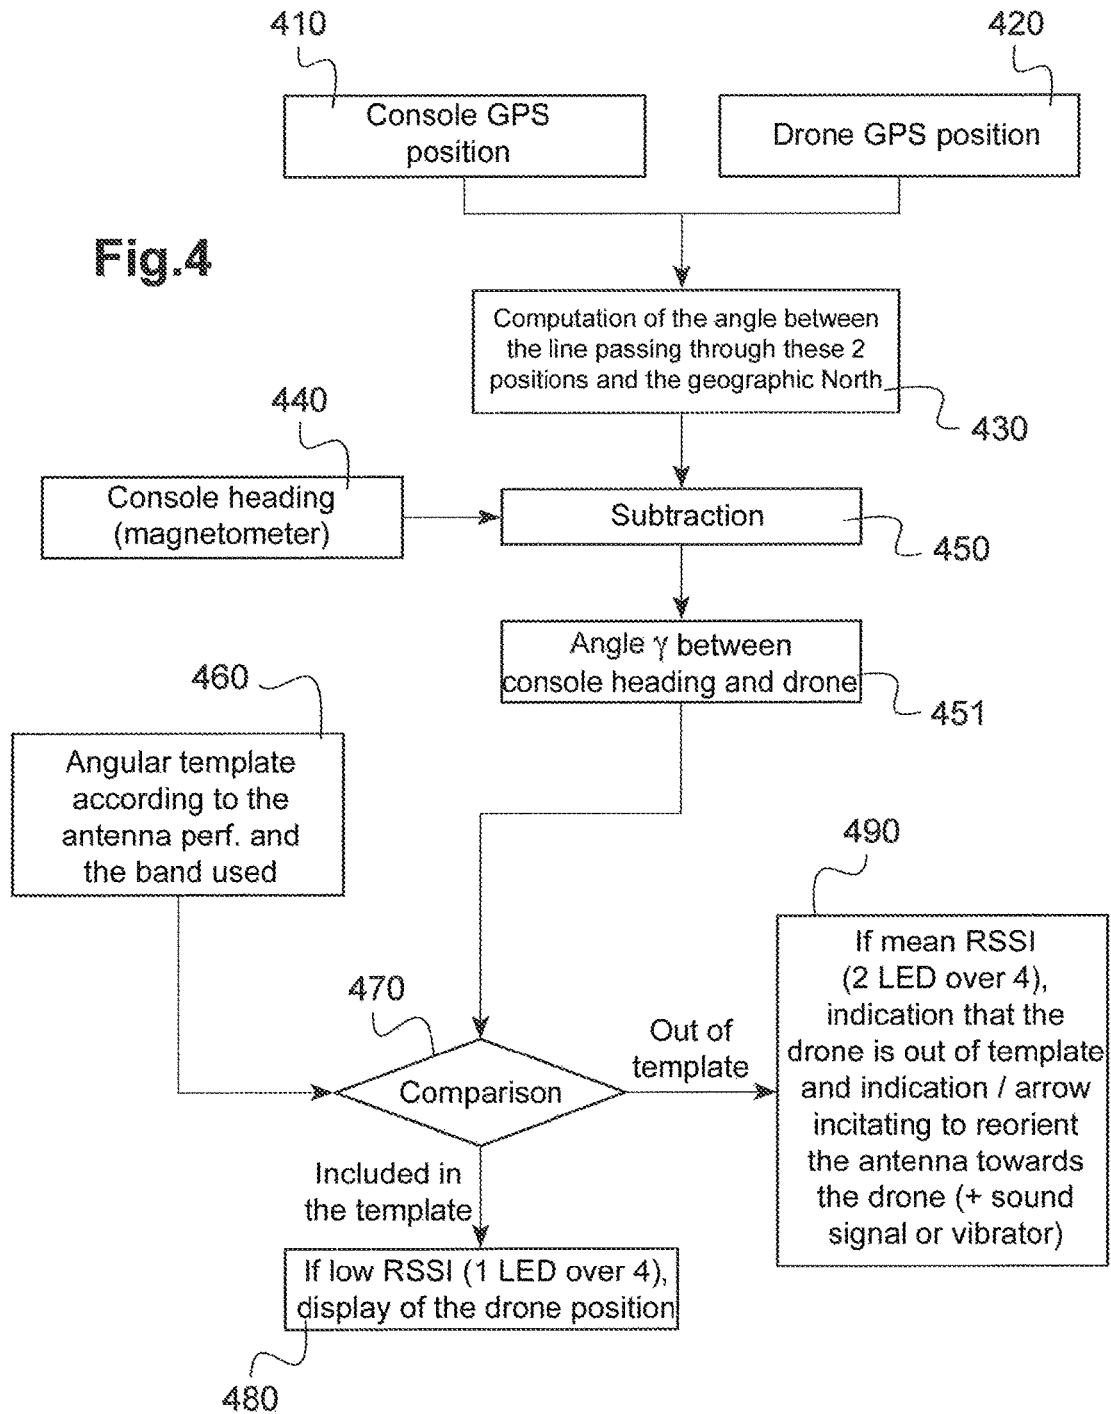 410
420
Console GPS
position
Drone GPS position
Fig.4
Computation of the angle between
the line passing through these 2
positions and the geographic North
430
440
Console heading
(magnetometer)
Subtraction
450
Angle γ between
console heading and drone
451
460
Angular template
according to the
antenna perf. and
the band used
490
If mean RSSI
(2 LED over 4),
indication that the
drone is out of template
and indication / arrow
incitating to reorient
the antenna towards
the drone (+ sound
signal or vibrator)
470
Out of
template
Comparison
Included in
the template
If low RSSI (1 LED over 4),
display of the drone position
480